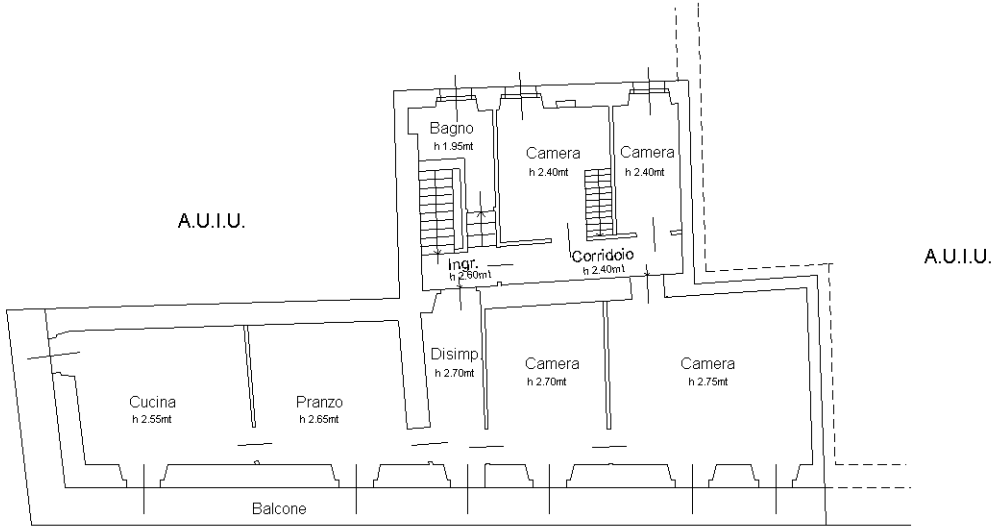 Bagno
h 1.95mt
Camera
h 2.40mt
Camera
h 2.40mt
A.U.I.U.
A.U.I.U.
Ingr.
h 2.60mt
Corridoio
h 2.40mt
Disimp.
h 2.70mt
Camera
h 2.70mt
Camera
h 2.75mt
Cucina
h 2.55mt
Pranzo
h 2.65mt
Balcone